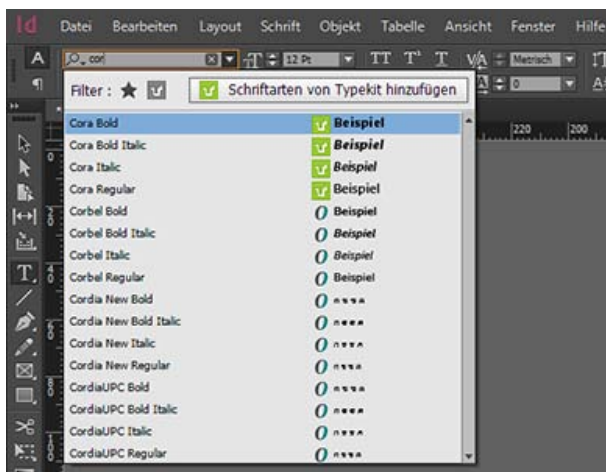 Id Datei Bearbeiten Layout Schrift Objekt Tabelle Ansicht Fenster Hilfe
A cor 12 Pt TT T¹ T V/A Metrisch
¶ 0
Filter : Schriftarten von Typekit hinzufügen
Cora Bold Beispiel
Cora Bold Italic Beispiel
Cora Italic Beispiel
Cora Regular Beispiel
Corbel Bold Beispiel
Corbel Bold Italic Beispiel
Corbel Italic Beispiel
Corbel Regular Beispiel
Cordia New Bold
Cordia New Bold Italic
Cordia New Italic
Cordia New Regular
CordiaUPC Bold
CordiaUPC Bold Italic
CordiaUPC Italic
CordiaUPC Regular
220 200